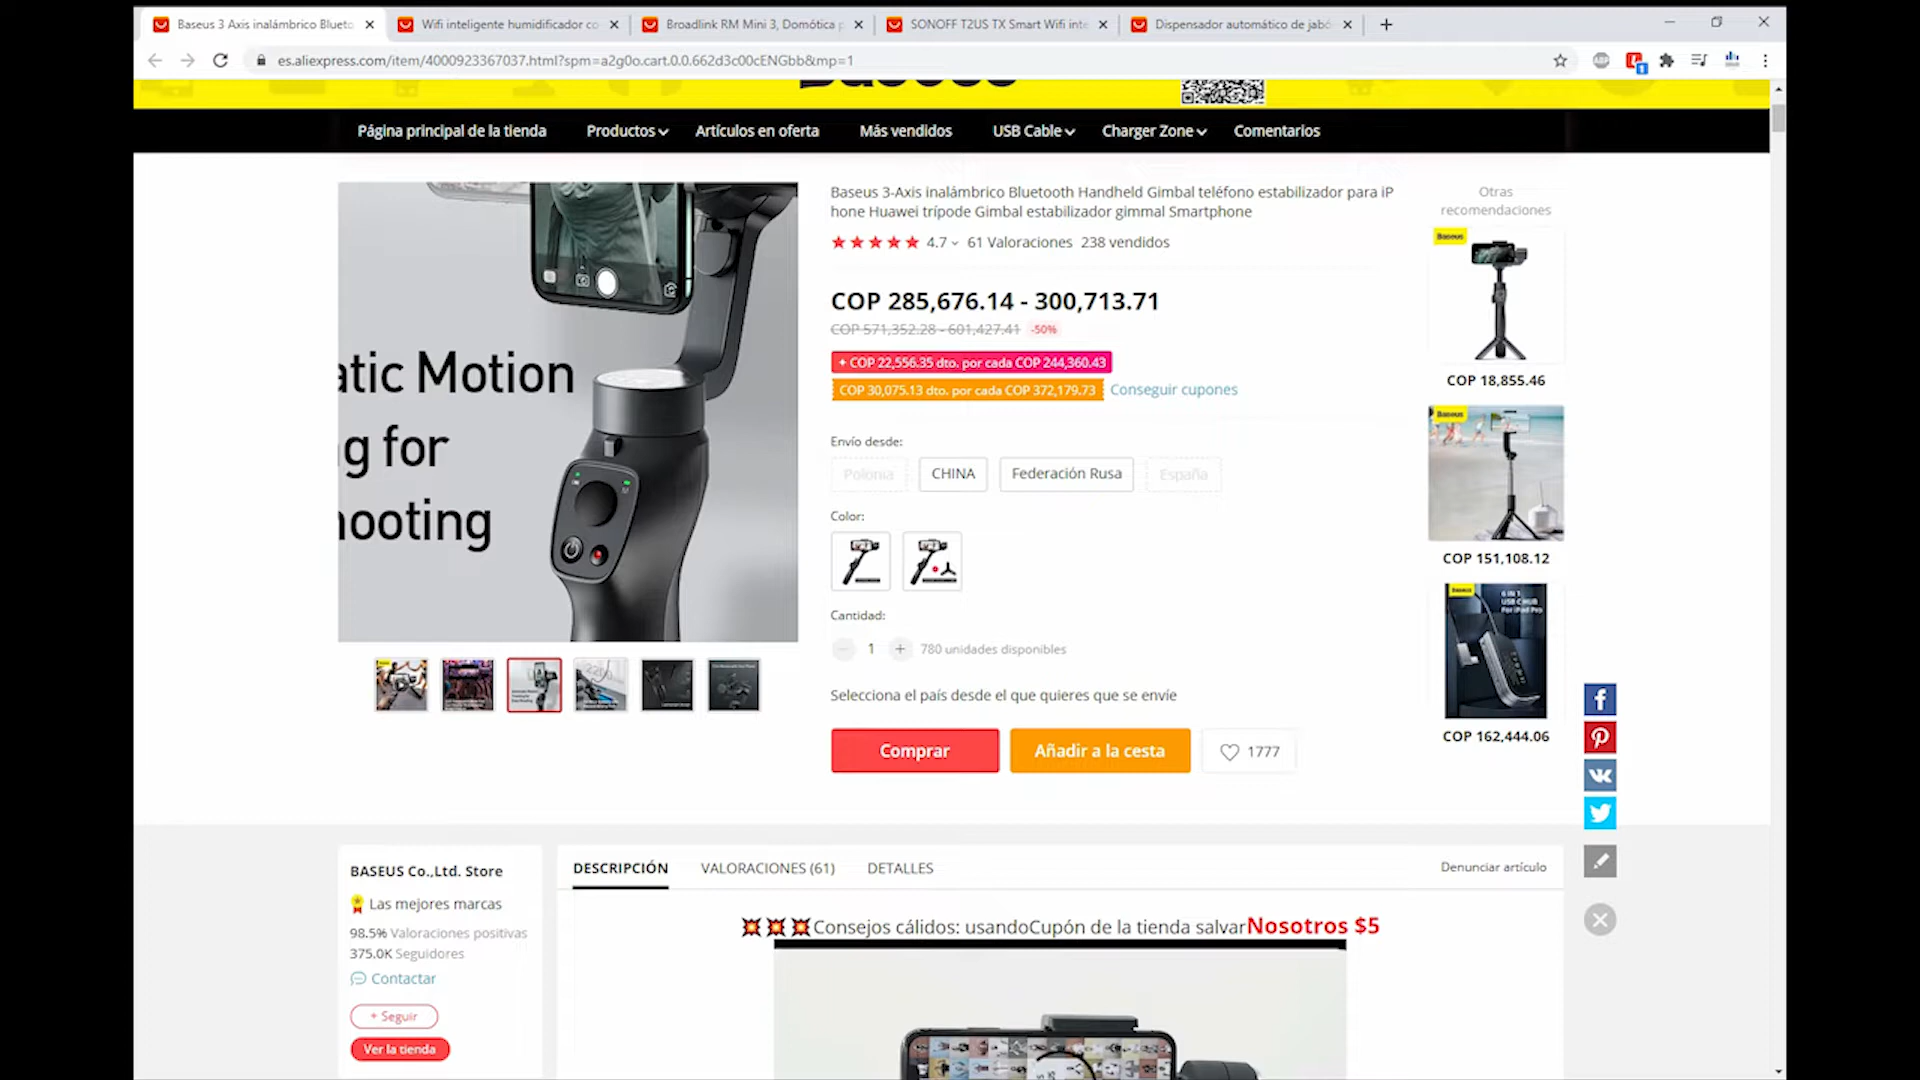 Baseus 3 Axis inalámbrico Blueto
Wifi inteligente humidificador co
Broadlink RM Mini 3, Domótica p
SONOFF T2US TX Smart Wifi inte
Dispensador automático de jabó
es.aliexpress.com/item/4000923367037.html?spm=a2g0o.cart.0.0.662d3c00cENGbb&mp=1
Página principal de la tienda
Productos
Artículos en oferta
Más vendidos
USB Cable
Charger Zone
Comentarios
atic Motion
g for
hooting
Baseus 3-Axis inalámbrico Bluetooth Handheld Gimbal teléfono estabilizador para iP
hone Huawei trípode Gimbal estabilizador gimmal Smartphone
4.7 61 Valoraciones 238 vendidos
COP 285,676.14 - 300,713.71
COP 571,352.28 - 601,427.41 -50%
+ COP 22,556.35 dto. por cada COP 244,360.43
COP 30,075.13 dto. por cada COP 372,179.73 Conseguir cupones
Envío desde:
Polonia CHINA Federación Rusa España
Color:
Cantidad:
1 + 780 unidades disponibles
Selecciona el país desde el que quieres que se envíe
Comprar
Añadir a la cesta
1777
Otras
recomendaciones
Baseus
COP 18,855.46
Baseus
COP 151,108.12
Baseus
6 IN 1
USB C HUB
For iPad Pro
COP 162,444.06
BASEUS Co.,Ltd. Store
Las mejores marcas
98.5% Valoraciones positivas
375.0K Seguidores
Contactar
+ Seguir
Ver la tienda
DESCRIPCIÓN
VALORACIONES (61)
DETALLES
Denunciar artículo
Consejos cálidos: usandoCupón de la tienda salvarNosotros $5